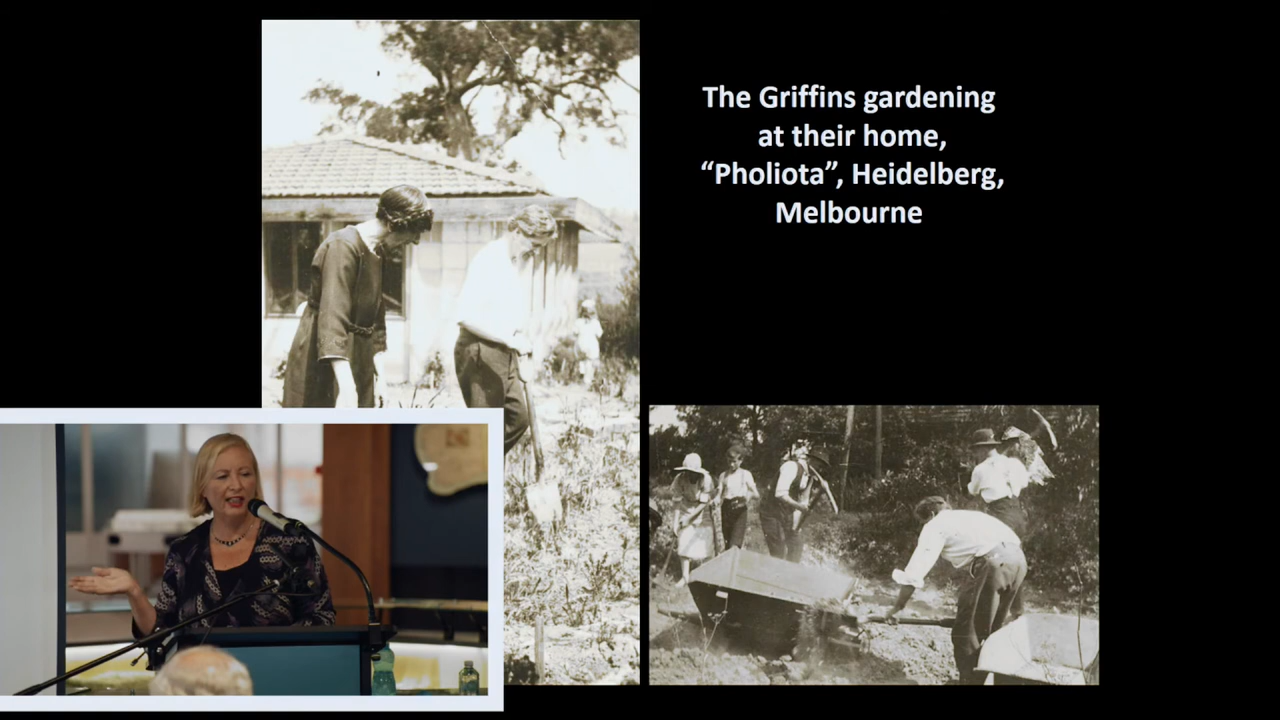 The Griffins gardening
at their home,
“Pholiota”, Heidelberg,
Melbourne